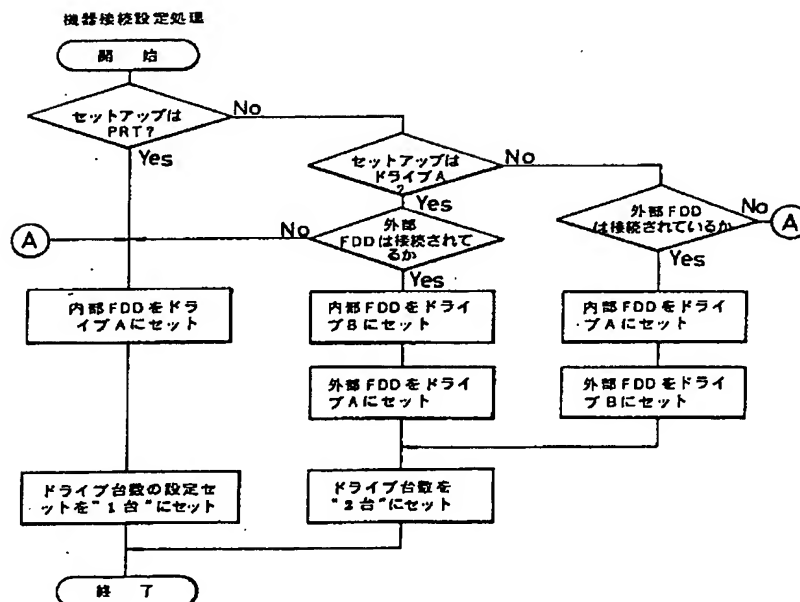 機器接続設定処理
開 始
セットアップは
PRT?
No
Yes
セットアップは
ドライブA
?
No
Yes
外部FDD
は接続されているか
No
A
Yes
A
No
外部
FDDは接続されて
るか
Yes
内部FDDをドラ
イブAにセット
内部FDDをドライ
ブBにセット
内部FDDをドライ
ブAにセット
外部FDDをドライ
ブAにセット
外部FDDをドライ
ブBにセット
ドライブ台数の設定セ
ットを"1台"にセット
ドライブ台数を
"2台"にセット
終 了